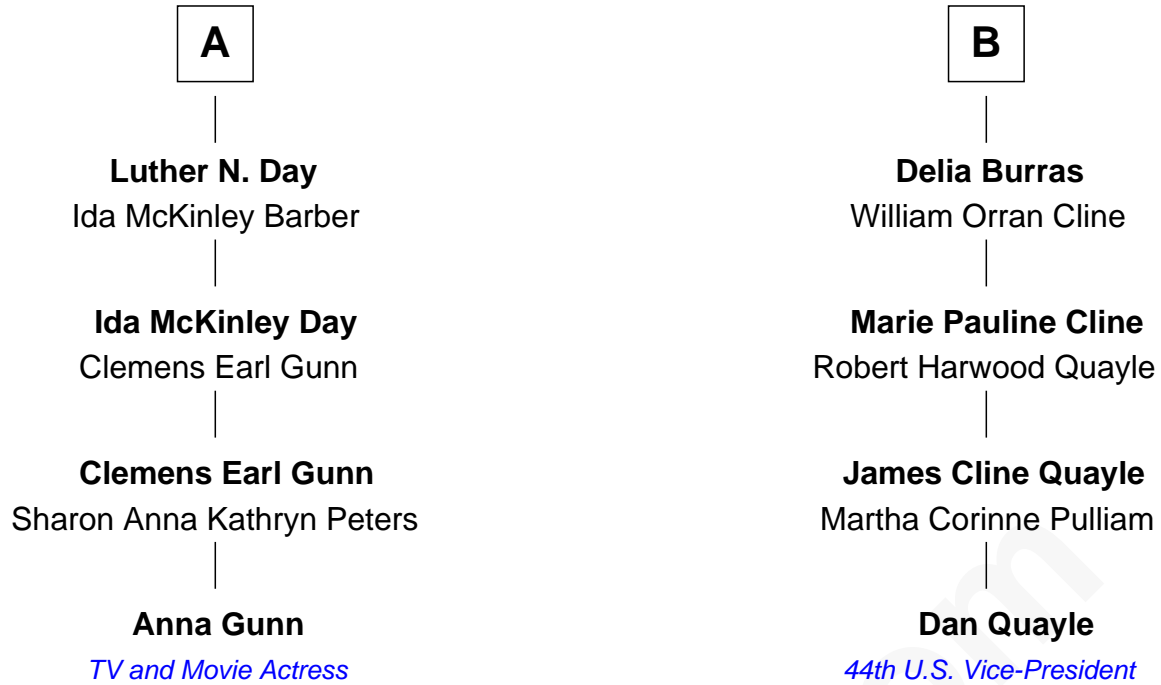 A
Luther N. Day
Ida McKinley Barber
Ida McKinley Day
Clemens Earl Gunn
Clemens Earl Gunn
Sharon Anna Kathryn Peters
Anna Gunn
TV and Movie Actress
B
Delia Burras
William Orran Cline
Marie Pauline Cline
Robert Harwood Quayle
James Cline Quayle
Martha Corinne Pulliam
Dan Quayle
44th U.S. Vice-President